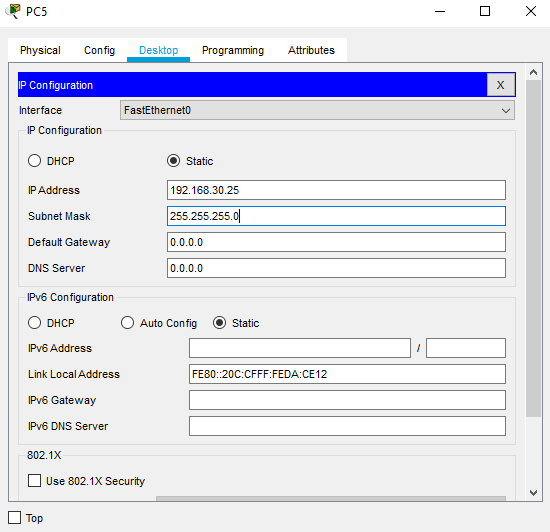 PC5
Physical Config Desktop Programming Attributes
IP Configuration X
Interface FastEthernet0
IP Configuration
DHCP Static
IP Address 192.168.30.25
Subnet Mask 255.255.255.0
Default Gateway 0.0.0.0
DNS Server 0.0.0.0
IPv6 Configuration
DHCP Auto Config Static
IPv6 Address /
Link Local Address FE80::20C:CFFF:FEDA:CE12
IPv6 Gateway
IPv6 DNS Server
802.1X
Use 802.1X Security
Top